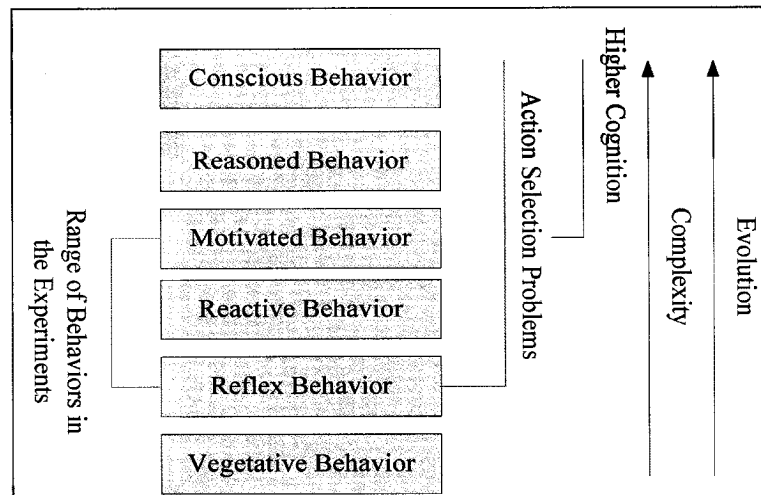 Conscious Behavior
Reasoned Behavior
Motivated Behavior
Reactive Behavior
Reflex Behavior
Vegetative Behavior
Range of Behaviors in
the Experiments
Action Selection Problems
Higher Cognition
Complexity
Evolution